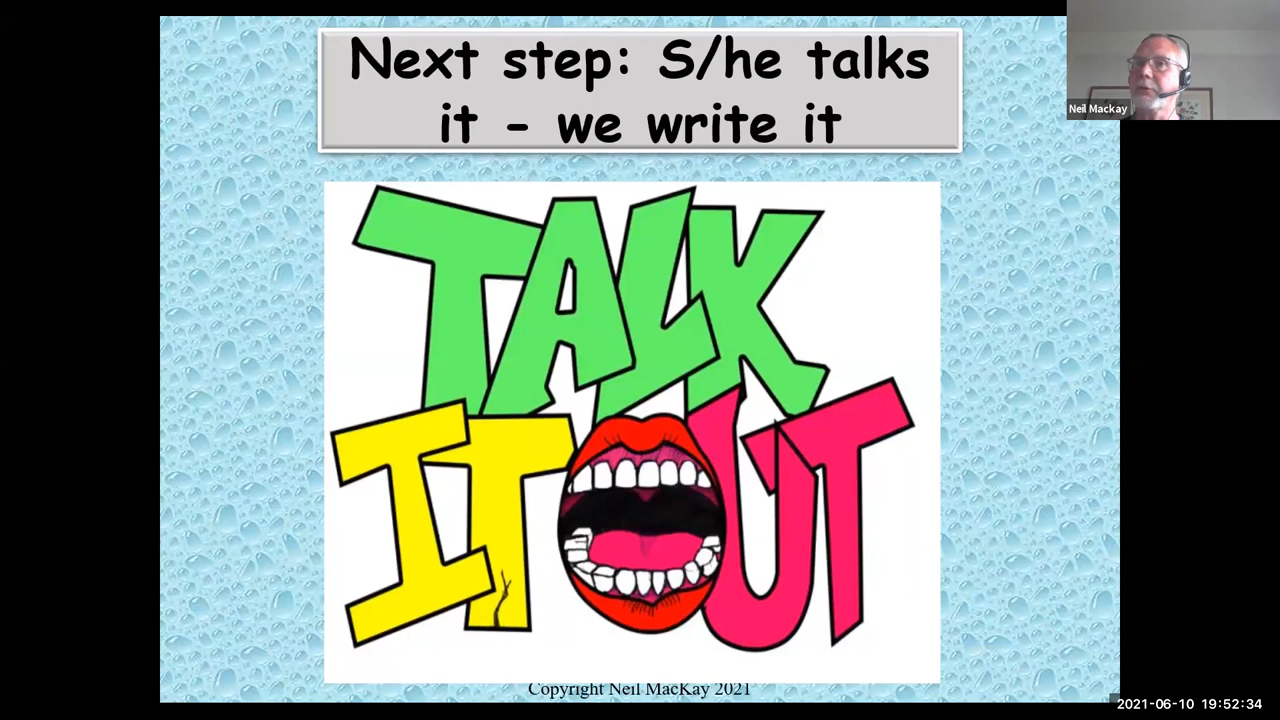 Next step: S/he talks
it - we write it
Neil Mackay
TALK
IT OUT
Copyright Neil MacKay 2021
2021-06-10 19:52:34